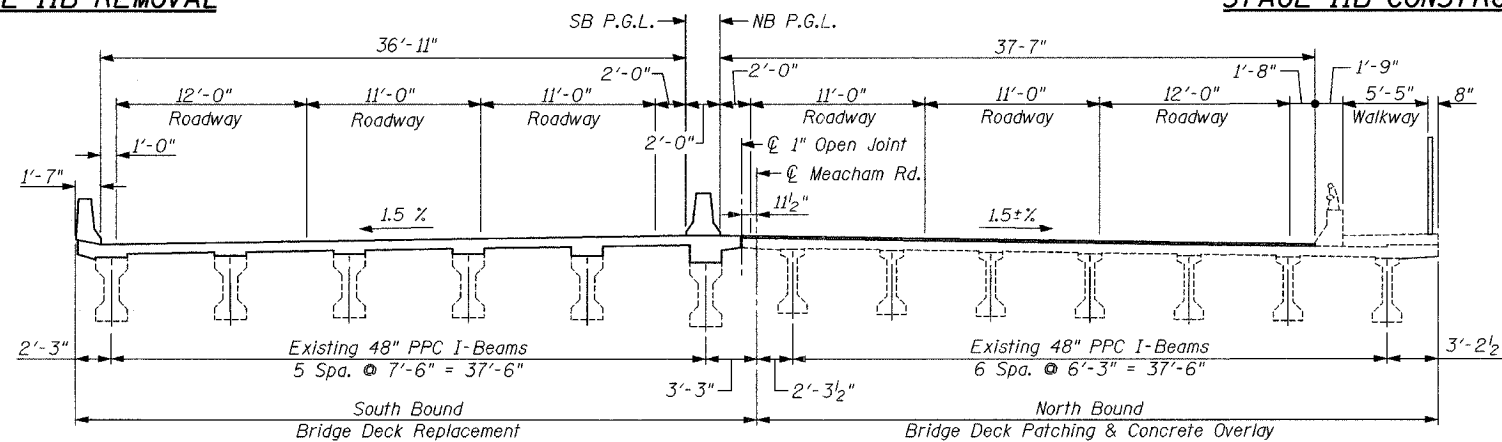 E IIB REMOVAL
STAGE IIB CONSTRU
SB P.G.L.
NB P.G.L.
36'-11"
37-7"
2'-0"
2'-0"
1'-8"
1'-9"
12'-0"
Roadway
11'-0"
Roadway
11'-0"
Roadway
11'-0"
Roadway
11'-0"
Roadway
12'-0"
Roadway
5'-5"
Walkway
8"
2'-0"
℄ 1" Open Joint
1'-0"
℄ Meacham Rd.
1'-7"
11½"
1.5 %
1.5±%
2'-3"
Existing 48" PPC I-Beams
5 Spa. @ 7'-6" = 37'-6"
3'-3"
2'-3½"
Existing 48" PPC I-Beams
6 Spa. @ 6'-3" = 37'-6"
3'-2½
South Bound
Bridge Deck Replacement
North Bound
Bridge Deck Patching & Concrete Overlay